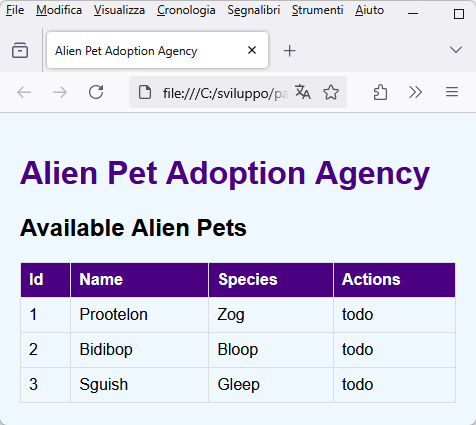 File Modifica Visualizza Cronologia Segnalibri Strumenti Aiuto
Alien Pet Adoption Agency
file:///C:/sviluppo/pa
Alien Pet Adoption Agency
Available Alien Pets
Id Name Species Actions
1 Prootelon Zog todo
2 Bidibop Bloop todo
3 Sguish Gleep todo